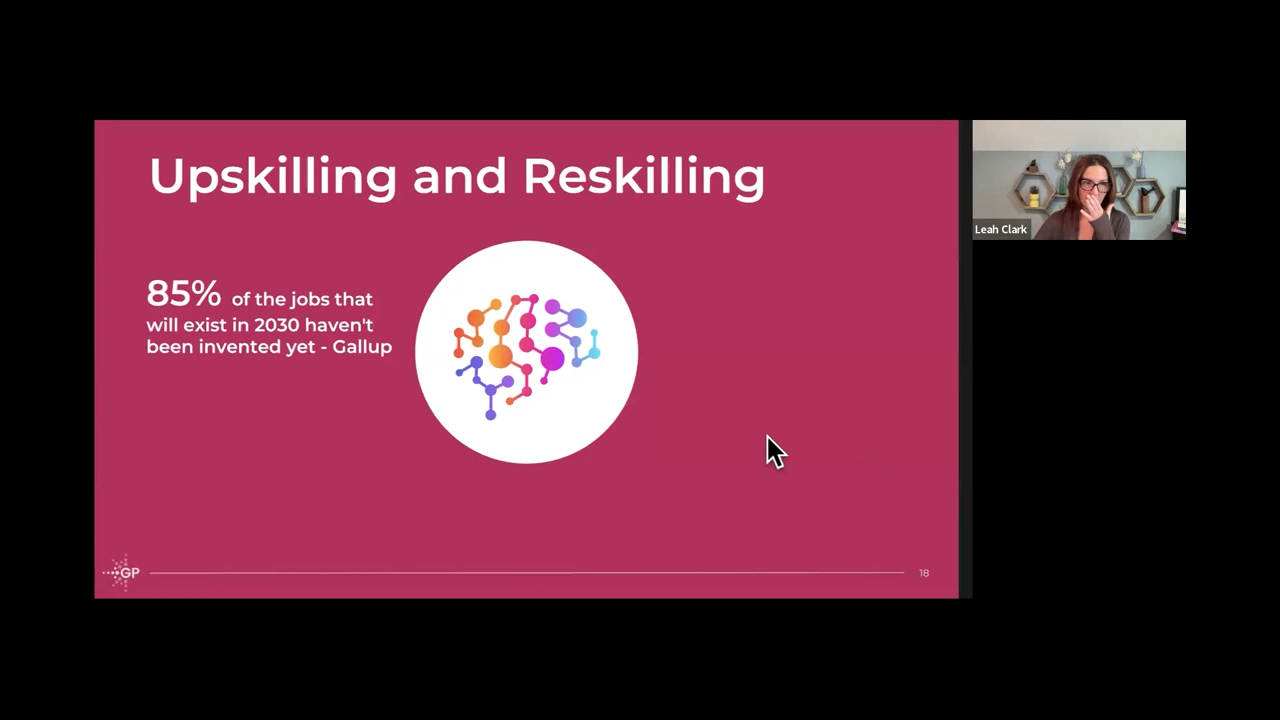 Upskilling and Reskilling
85% of the jobs that
will exist in 2030 haven't
been invented yet - Gallup
GP
18
Leah Clark